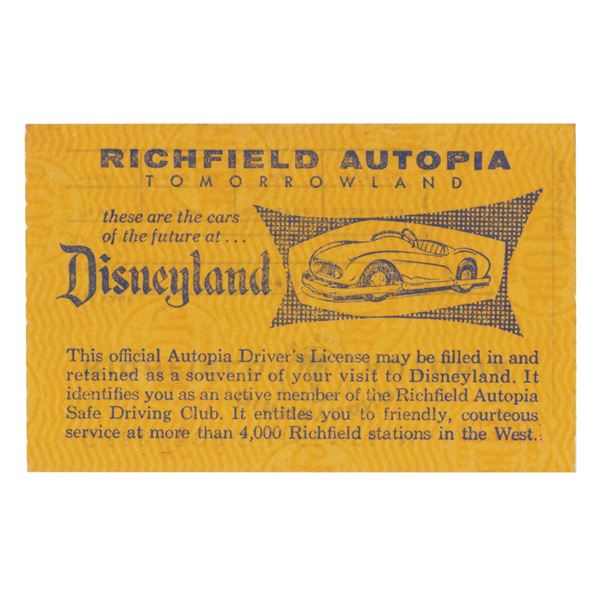 RICHFIELD AUTOPIA
TOMORROWLAND
these are the cars
of the future at...
Disneyland
This official Autopia Driver's License may be filled in and
retained as a souvenir of your visit to Disneyland. It
identifies you as an active member of the Richfield Autopia
Safe Driving Club. It entitles you to friendly, courteous
service at more than 4,000 Richfield stations in the West.